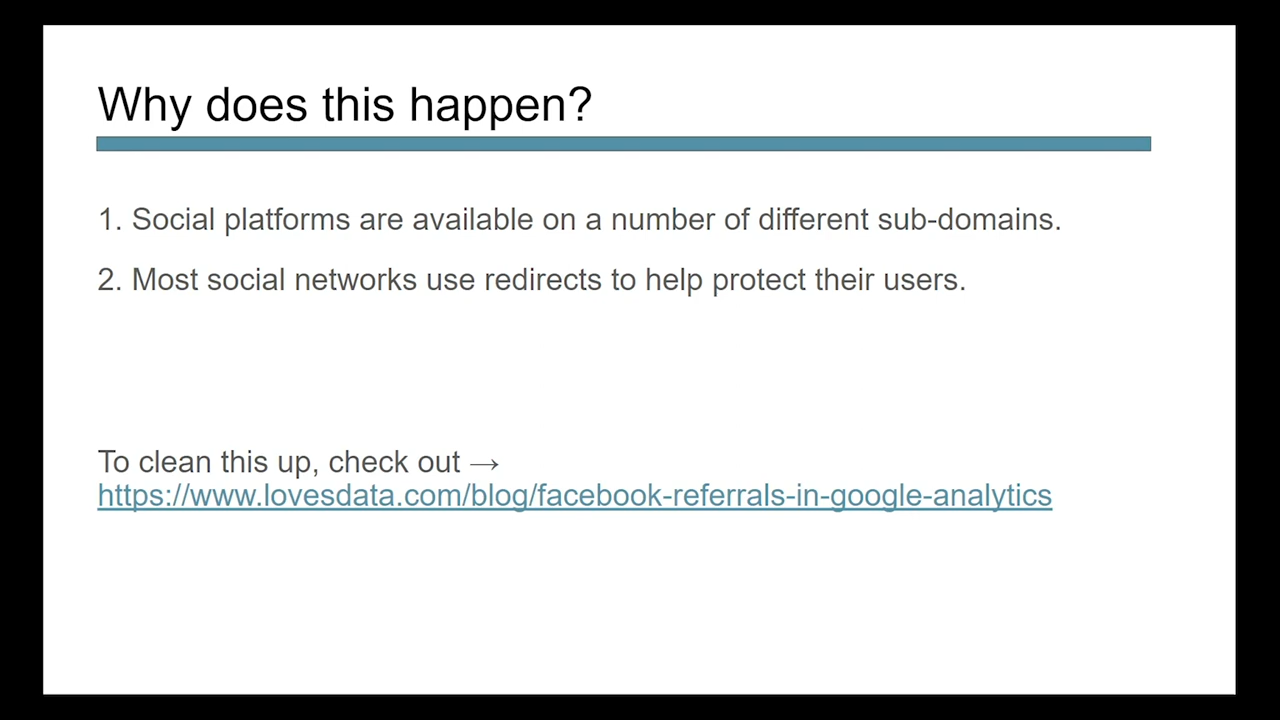 Why does this happen?
1. Social platforms are available on a number of different sub-domains.
2. Most social networks use redirects to help protect their users.
To clean this up, check out →
https://www.lovesdata.com/blog/facebook-referrals-in-google-analytics